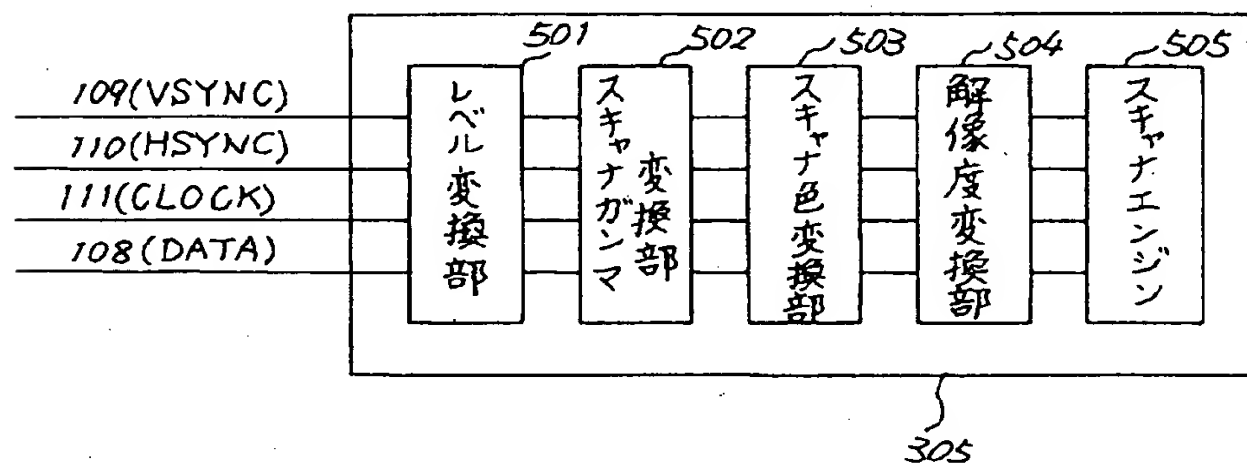 501
502
503
504
505
109(VSYNC)
110(HSYNC)
111(CLOCK)
108(DATA)
レベル変換部
スキャナガンマ
変換部
スキャナ色変換部
解像度変換部
スキャナエンジン
305